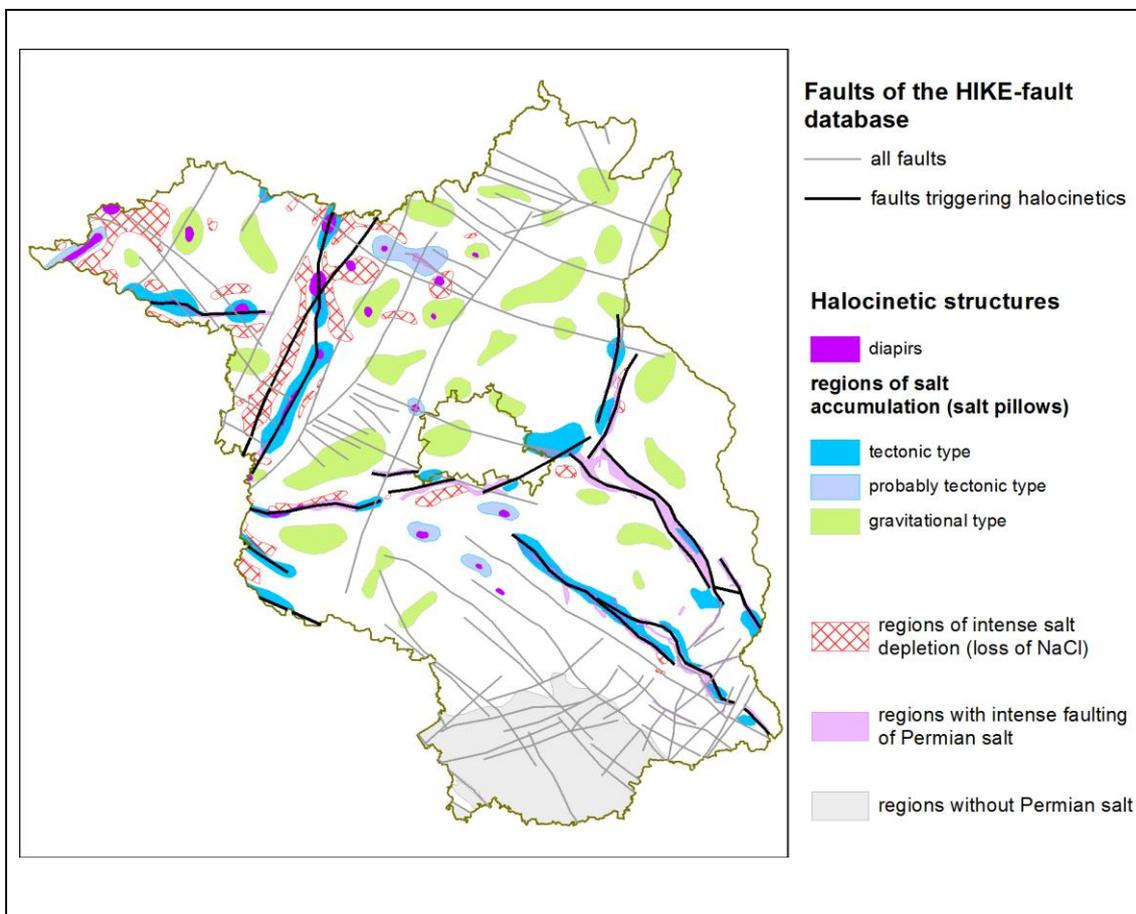 Faults of the HIKE-fault
database
all faults
faults triggering halocinetics
Halocinetic structures
diapirs
regions of salt
accumulation (salt pillows)
tectonic type
probably tectonic type
gravitational type
regions of intense salt
depletion (loss of NaCl)
regions with intense faulting
of Permian salt
regions without Permian salt